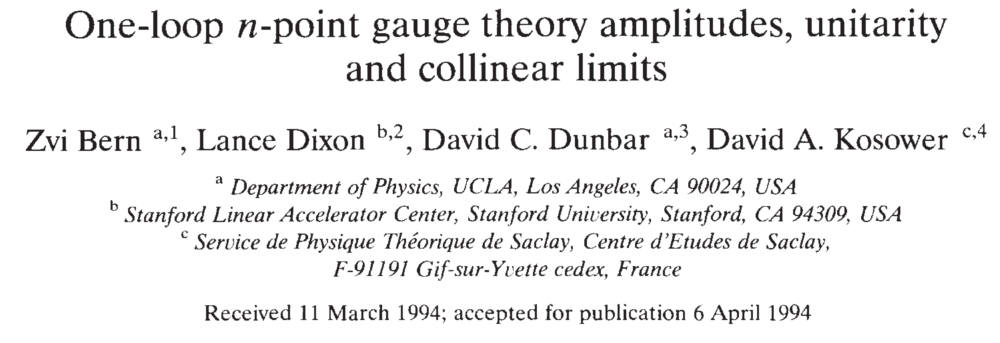 One-loop n-point gauge theory amplitudes, unitarity
and collinear limits
Zvi Bern a,1, Lance Dixon b,2, David C. Dunbar a,3, David A. Kosower c,4
a Department of Physics, UCLA, Los Angeles, CA 90024, USA
b Stanford Linear Accelerator Center, Stanford University, Stanford, CA 94309, USA
c Service de Physique Théorique de Saclay, Centre d'Etudes de Saclay,
F-91191 Gif-sur-Yvette cedex, France
Received 11 March 1994; accepted for publication 6 April 1994